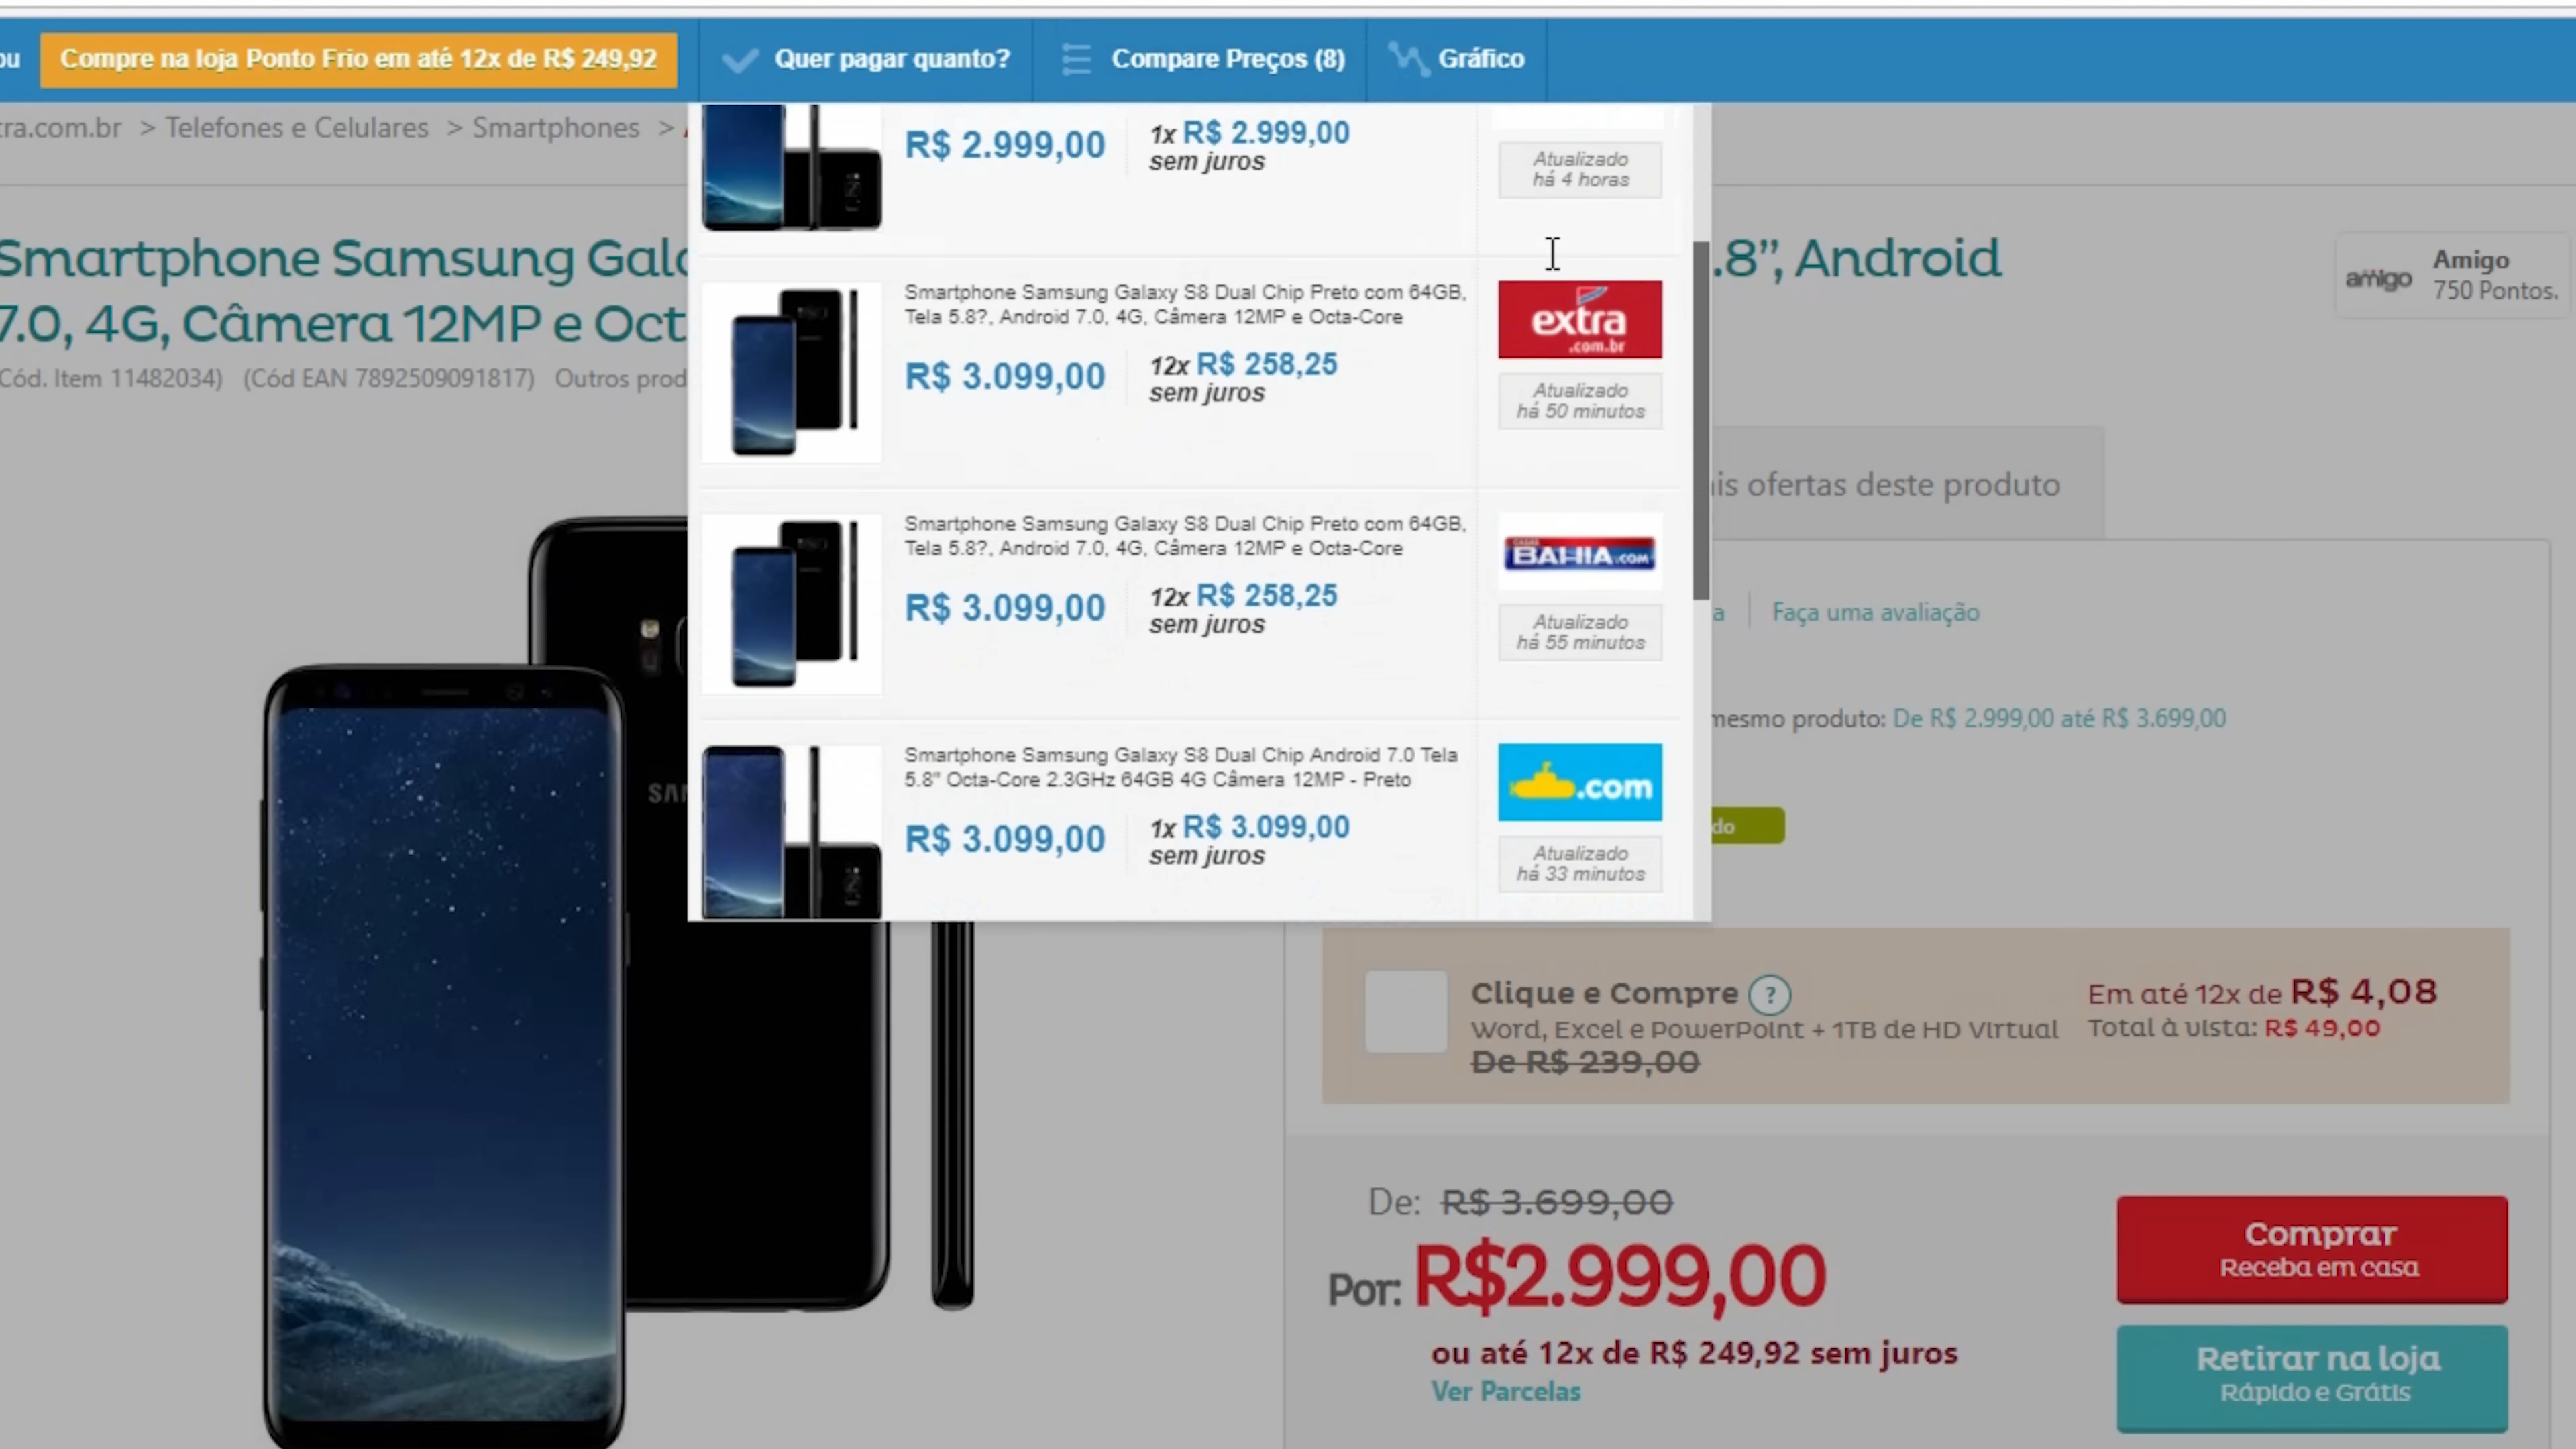 ou
Compre na loja Ponto Frio em até 12x de R$ 249,92
Quer pagar quanto?
Compare Preços (8)
Gráfico
ra.com.br > Telefones e Celulares > Smartphones >
R$ 2.999,00
1x R$ 2.999,00
sem juros
Atualizado
há 4 horas
Smartphone Samsung Gala
.8”, Android
7.0, 4G, Câmera 12MP e Oct
Cód. Item 11482034) (Cód EAN 7892509091817) Outros prod
Amigo
amigo
750 Pontos.
Smartphone Samsung Galaxy S8 Dual Chip Preto com 64GB,
Tela 5.8?, Android 7.0, 4G, Câmera 12MP e Octa-Core
R$ 3.099,00
12x R$ 258,25
sem juros
extra
.com.br
Atualizado
há 50 minutos
is ofertas deste produto
Smartphone Samsung Galaxy S8 Dual Chip Preto com 64GB,
Tela 5.8?, Android 7.0, 4G, Câmera 12MP e Octa-Core
R$ 3.099,00
12x R$ 258,25
sem juros
CASAS
BAHIA.COM
Atualizado
há 55 minutos
a
Faça uma avaliação
mesmo produto: De R$ 2.999,00 até R$ 3.699,00
Smartphone Samsung Galaxy S8 Dual Chip Android 7.0 Tela
5.8" Octa-Core 2.3GHz 64GB 4G Câmera 12MP - Preto
R$ 3.099,00
1x R$ 3.099,00
sem juros
.com
Atualizado
há 33 minutos
do
SAM
Clique e Compre ?
Word, Excel e PowerPoint + 1TB de HD Virtual
De R$ 239,00
Em até 12x de R$ 4,08
Total à vista: R$ 49,00
De: R$ 3.699,00
Por: R$2.999,00
ou até 12x de R$ 249,92 sem juros
Ver Parcelas
Comprar
Receba em casa
Retirar na loja
Rápido e Grátis